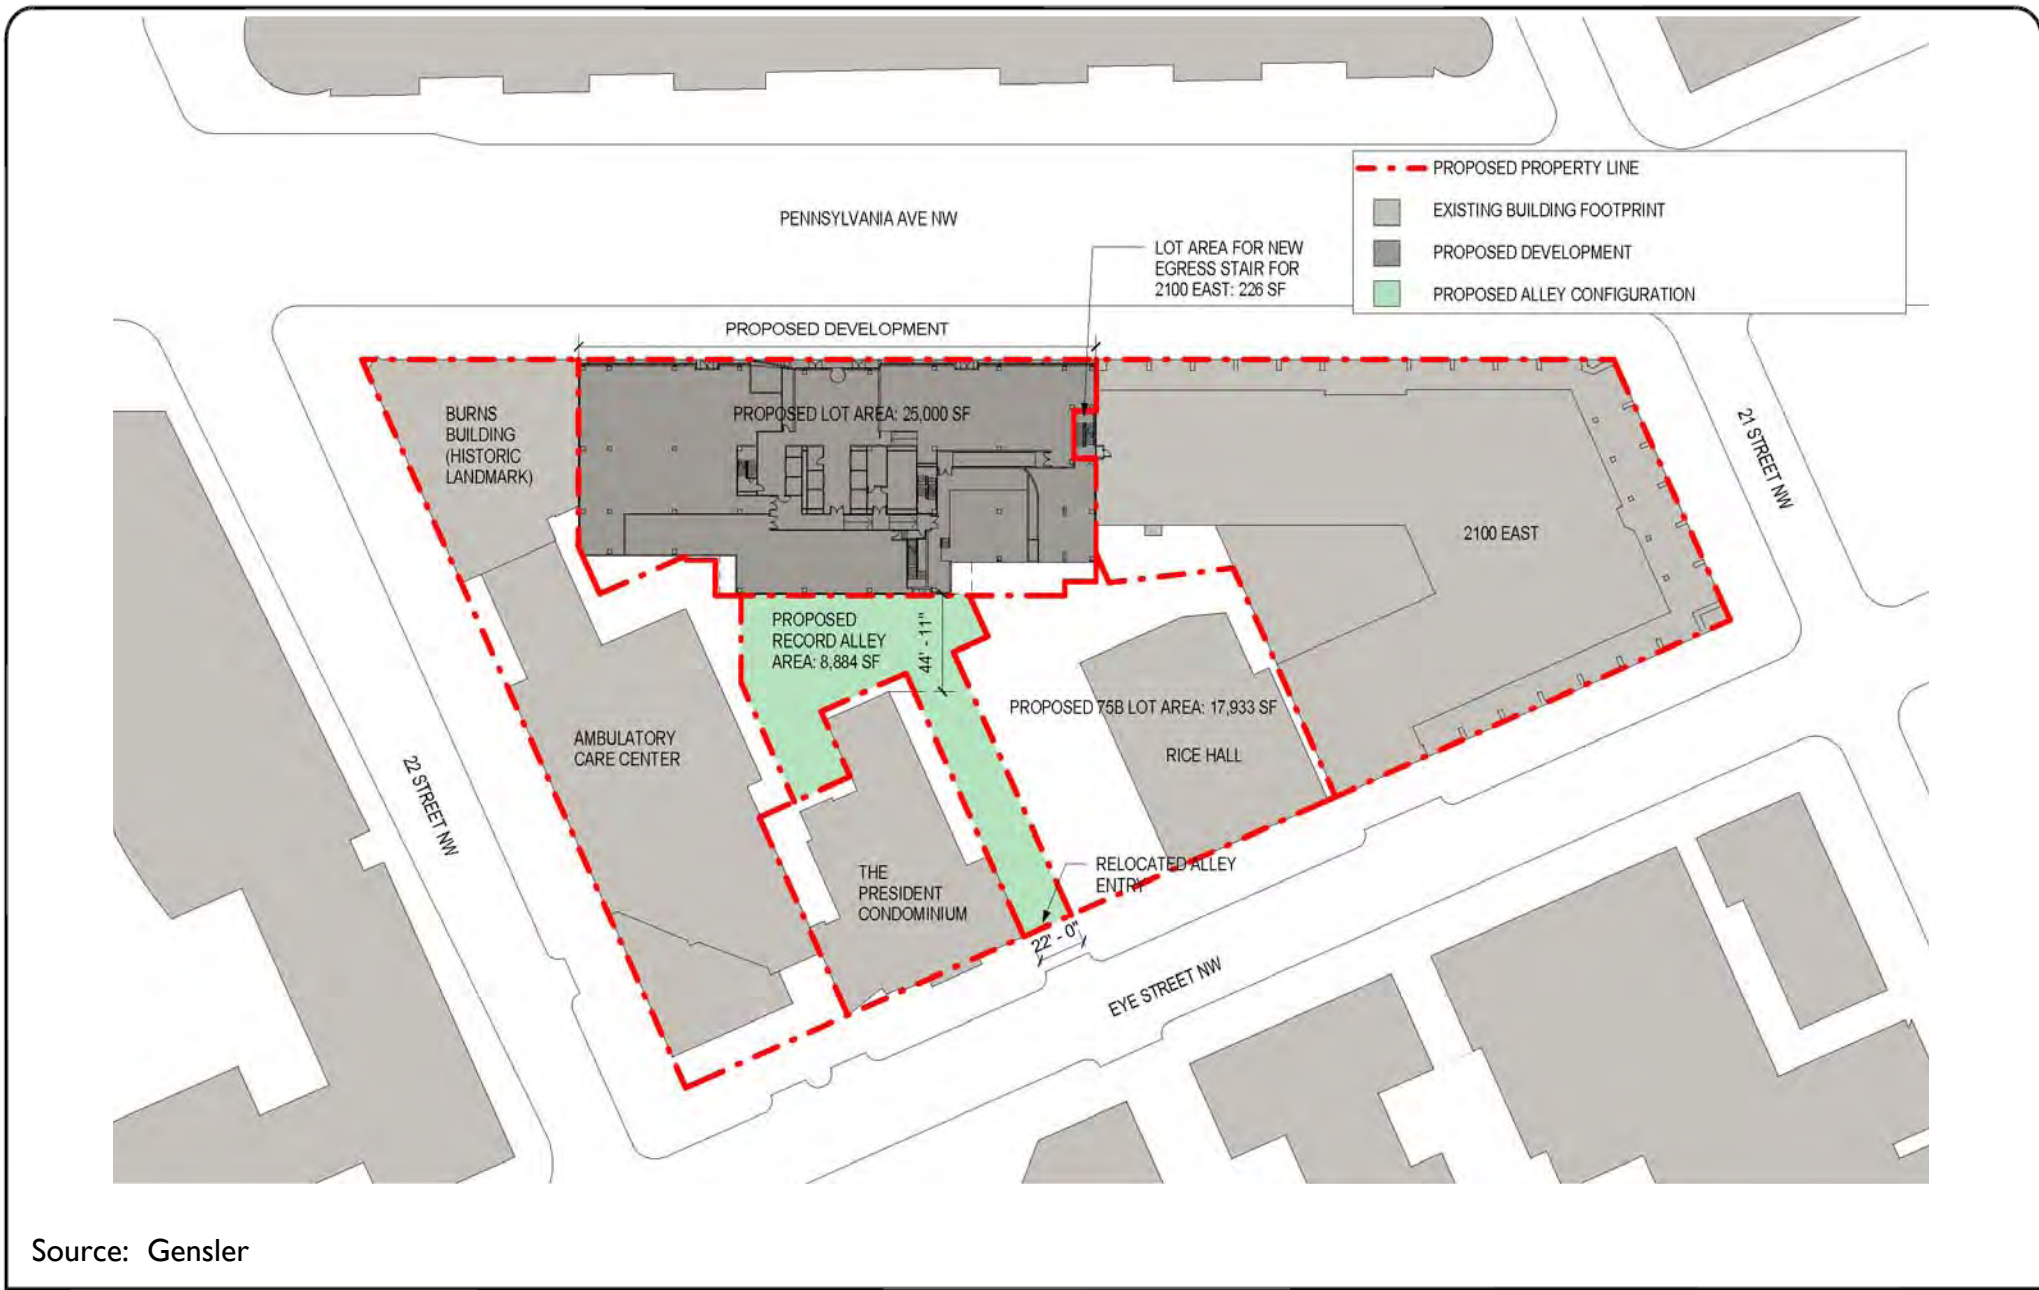 PROPOSED PROPERTY LINE
EXISTING BUILDING FOOTPRINT
PROPOSED DEVELOPMENT
PROPOSED ALLEY CONFIGURATION
PENNSYLVANIA AVE NW
LOT AREA FOR NEW
EGRESS STAIR FOR
2100 EAST: 226 SF
PROPOSED DEVELOPMENT
BURNS
BUILDING
(HISTORIC
LANDMARK)
PROPOSED LOT AREA: 25,000 SF
21 STREET NW
2100 EAST
PROPOSED
RECORD ALLEY
AREA: 8,884 SF
44' - 11"
PROPOSED 75B LOT AREA: 17,933 SF
RICE HALL
AMBULATORY
CARE CENTER
22 STREET NW
THE
PRESIDENT
CONDOMINIUM
RELOCATED ALLEY
ENTRY
22' - 0"
EYE STREET NW
Source: Gensler